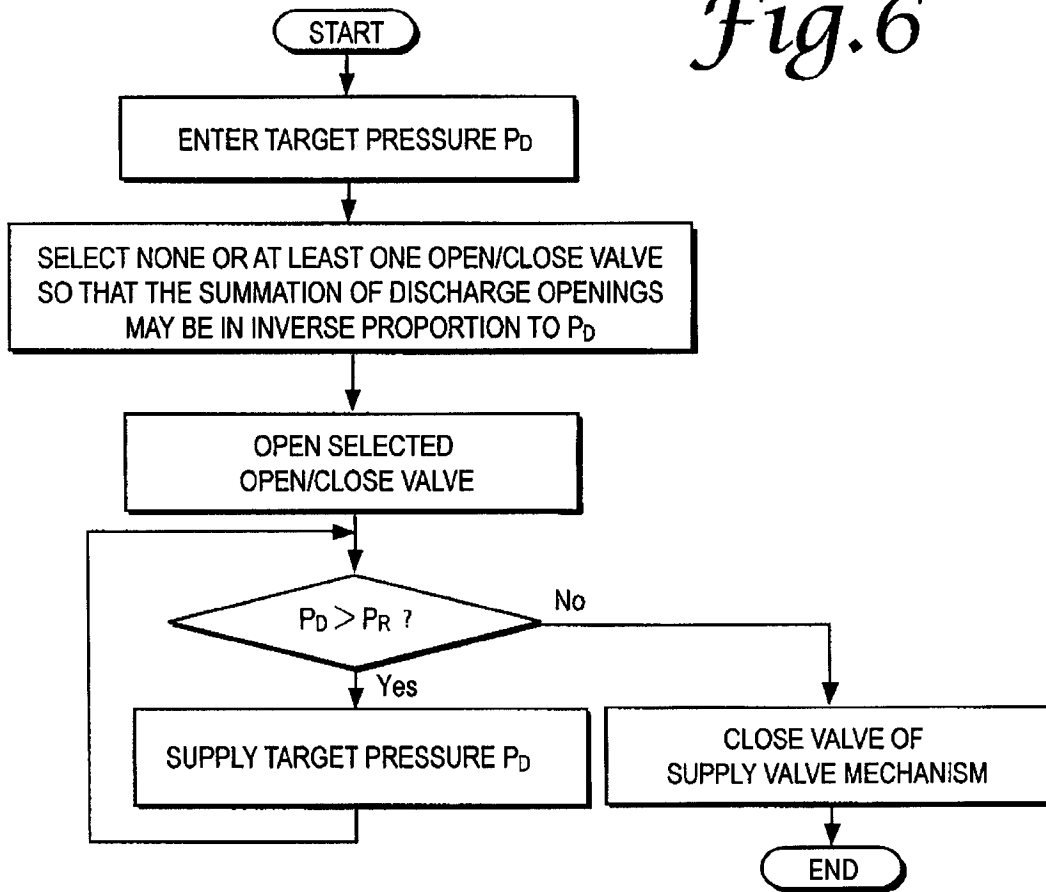 Fig.6
START
ENTER TARGET PRESSURE PD
SELECT NONE OR AT LEAST ONE OPEN/CLOSE VALVE
SO THAT THE SUMMATION OF DISCHARGE OPENINGS
MAY BE IN INVERSE PROPORTION TO PD
OPEN SELECTED
OPEN/CLOSE VALVE
PD > PR ?
No
Yes
SUPPLY TARGET PRESSURE PD
CLOSE VALVE OF
SUPPLY VALVE MECHANISM
END